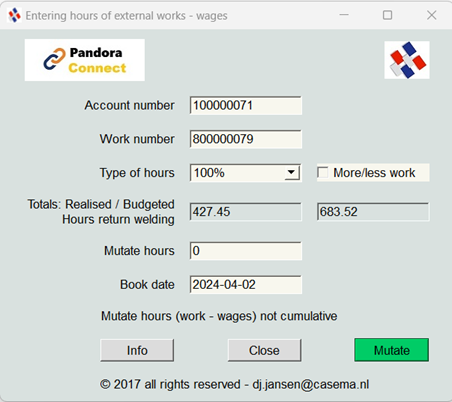 Entering hours of external works - wages
Pandora
Connect
Account number 100000071
Work number 800000079
Type of hours 100% More/less work
Totals: Realised / Budgeted
Hours return welding 427.45 683.52
Mutate hours 0
Book date 2024-04-02
Mutate hours (work - wages) not cumulative
Info Close Mutate
© 2017 all rights reserved - dj.jansen@casema.nl